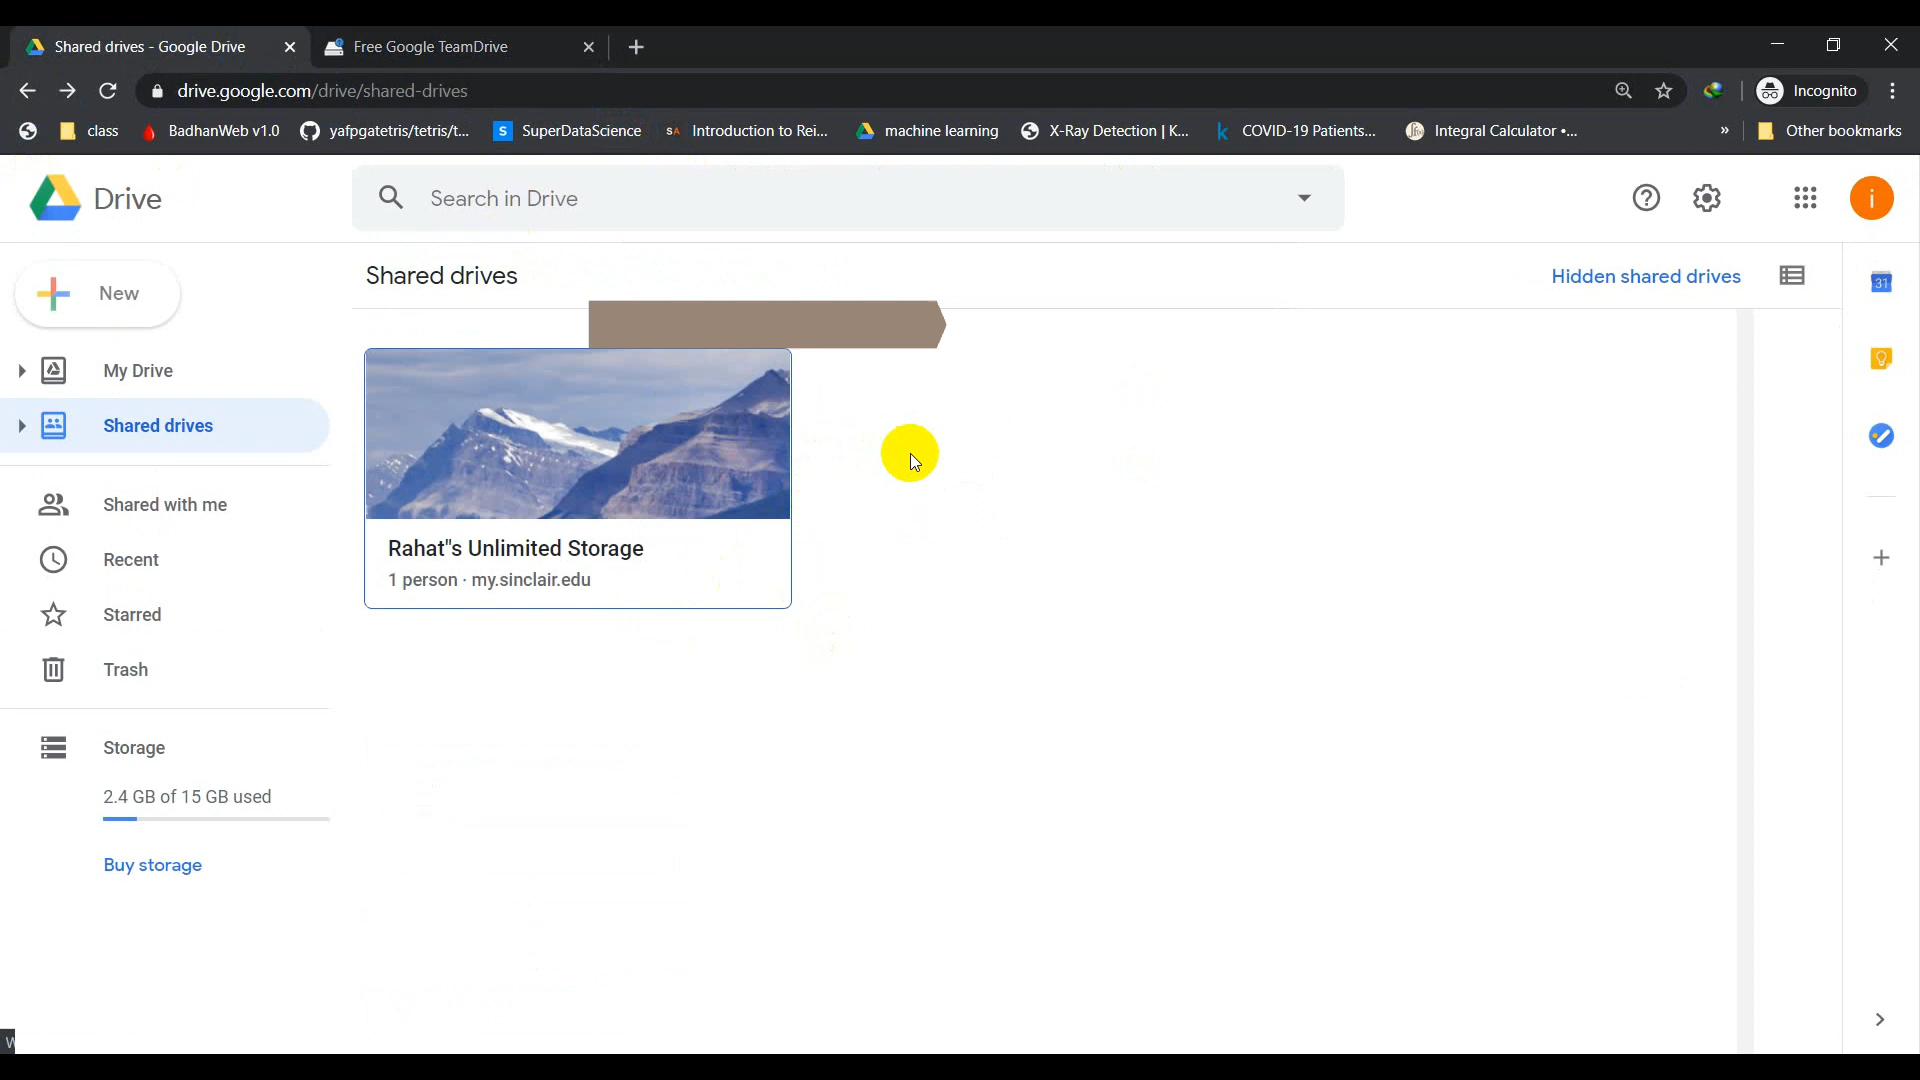 Shared drives - Google Drive
Free Google TeamDrive
drive.google.com/drive/shared-drives
Incognito
class
BadhanWeb v1.0
yafpgatetris/tetris/t...
S SuperDataScience
SA Introduction to Rei...
machine learning
X-Ray Detection | K...
k COVID-19 Patients...
Integral Calculator •...
»
Other bookmarks
Drive
Search in Drive
i
New
Shared drives
Hidden shared drives
31
My Drive
Shared drives
Shared with me
Recent
Starred
Trash
Rahat"s Unlimited Storage
1 person · my.sinclair.edu
Storage
2.4 GB of 15 GB used
Buy storage